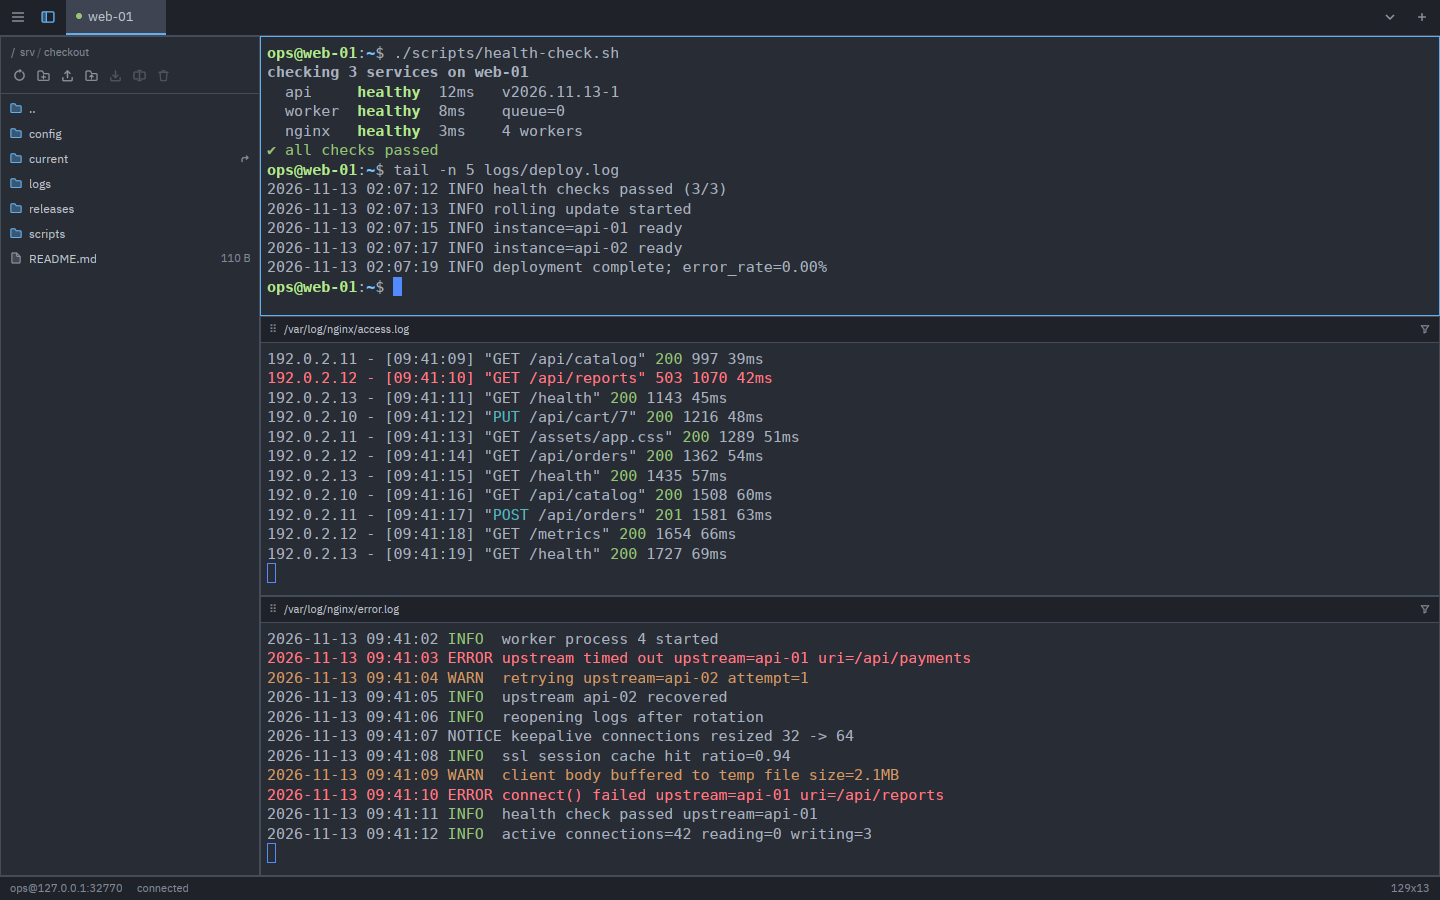 web-01
/ srv / checkout
..
config
current
logs
releases
scripts
README.md 110 B
ops@web-01:~$ ./scripts/health-check.sh
checking 3 services on web-01
  api     healthy  12ms   v2026.11.13-1
  worker  healthy  8ms    queue=0
  nginx   healthy  3ms    4 workers
✔ all checks passed
ops@web-01:~$ tail -n 5 logs/deploy.log
2026-11-13 02:07:12 INFO health checks passed (3/3)
2026-11-13 02:07:13 INFO rolling update started
2026-11-13 02:07:15 INFO instance=api-01 ready
2026-11-13 02:07:17 INFO instance=api-02 ready
2026-11-13 02:07:19 INFO deployment complete; error_rate=0.00%
ops@web-01:~$
/var/log/nginx/access.log
192.0.2.11 - [09:41:09] "GET /api/catalog" 200 997 39ms
192.0.2.12 - [09:41:10] "GET /api/reports" 503 1070 42ms
192.0.2.13 - [09:41:11] "GET /health" 200 1143 45ms
192.0.2.10 - [09:41:12] "PUT /api/cart/7" 200 1216 48ms
192.0.2.11 - [09:41:13] "GET /assets/app.css" 200 1289 51ms
192.0.2.12 - [09:41:14] "GET /api/orders" 200 1362 54ms
192.0.2.13 - [09:41:15] "GET /health" 200 1435 57ms
192.0.2.10 - [09:41:16] "GET /api/catalog" 200 1508 60ms
192.0.2.11 - [09:41:17] "POST /api/orders" 201 1581 63ms
192.0.2.12 - [09:41:18] "GET /metrics" 200 1654 66ms
192.0.2.13 - [09:41:19] "GET /health" 200 1727 69ms
/var/log/nginx/error.log
2026-11-13 09:41:02 INFO  worker process 4 started
2026-11-13 09:41:03 ERROR upstream timed out upstream=api-01 uri=/api/payments
2026-11-13 09:41:04 WARN  retrying upstream=api-02 attempt=1
2026-11-13 09:41:05 INFO  upstream api-02 recovered
2026-11-13 09:41:06 INFO  reopening logs after rotation
2026-11-13 09:41:07 NOTICE keepalive connections resized 32 -> 64
2026-11-13 09:41:08 INFO  ssl session cache hit ratio=0.94
2026-11-13 09:41:09 WARN  client body buffered to temp file size=2.1MB
2026-11-13 09:41:10 ERROR connect() failed upstream=api-01 uri=/api/reports
2026-11-13 09:41:11 INFO  health check passed upstream=api-01
2026-11-13 09:41:12 INFO  active connections=42 reading=0 writing=3
ops@127.0.0.1:32770 connected 129x13